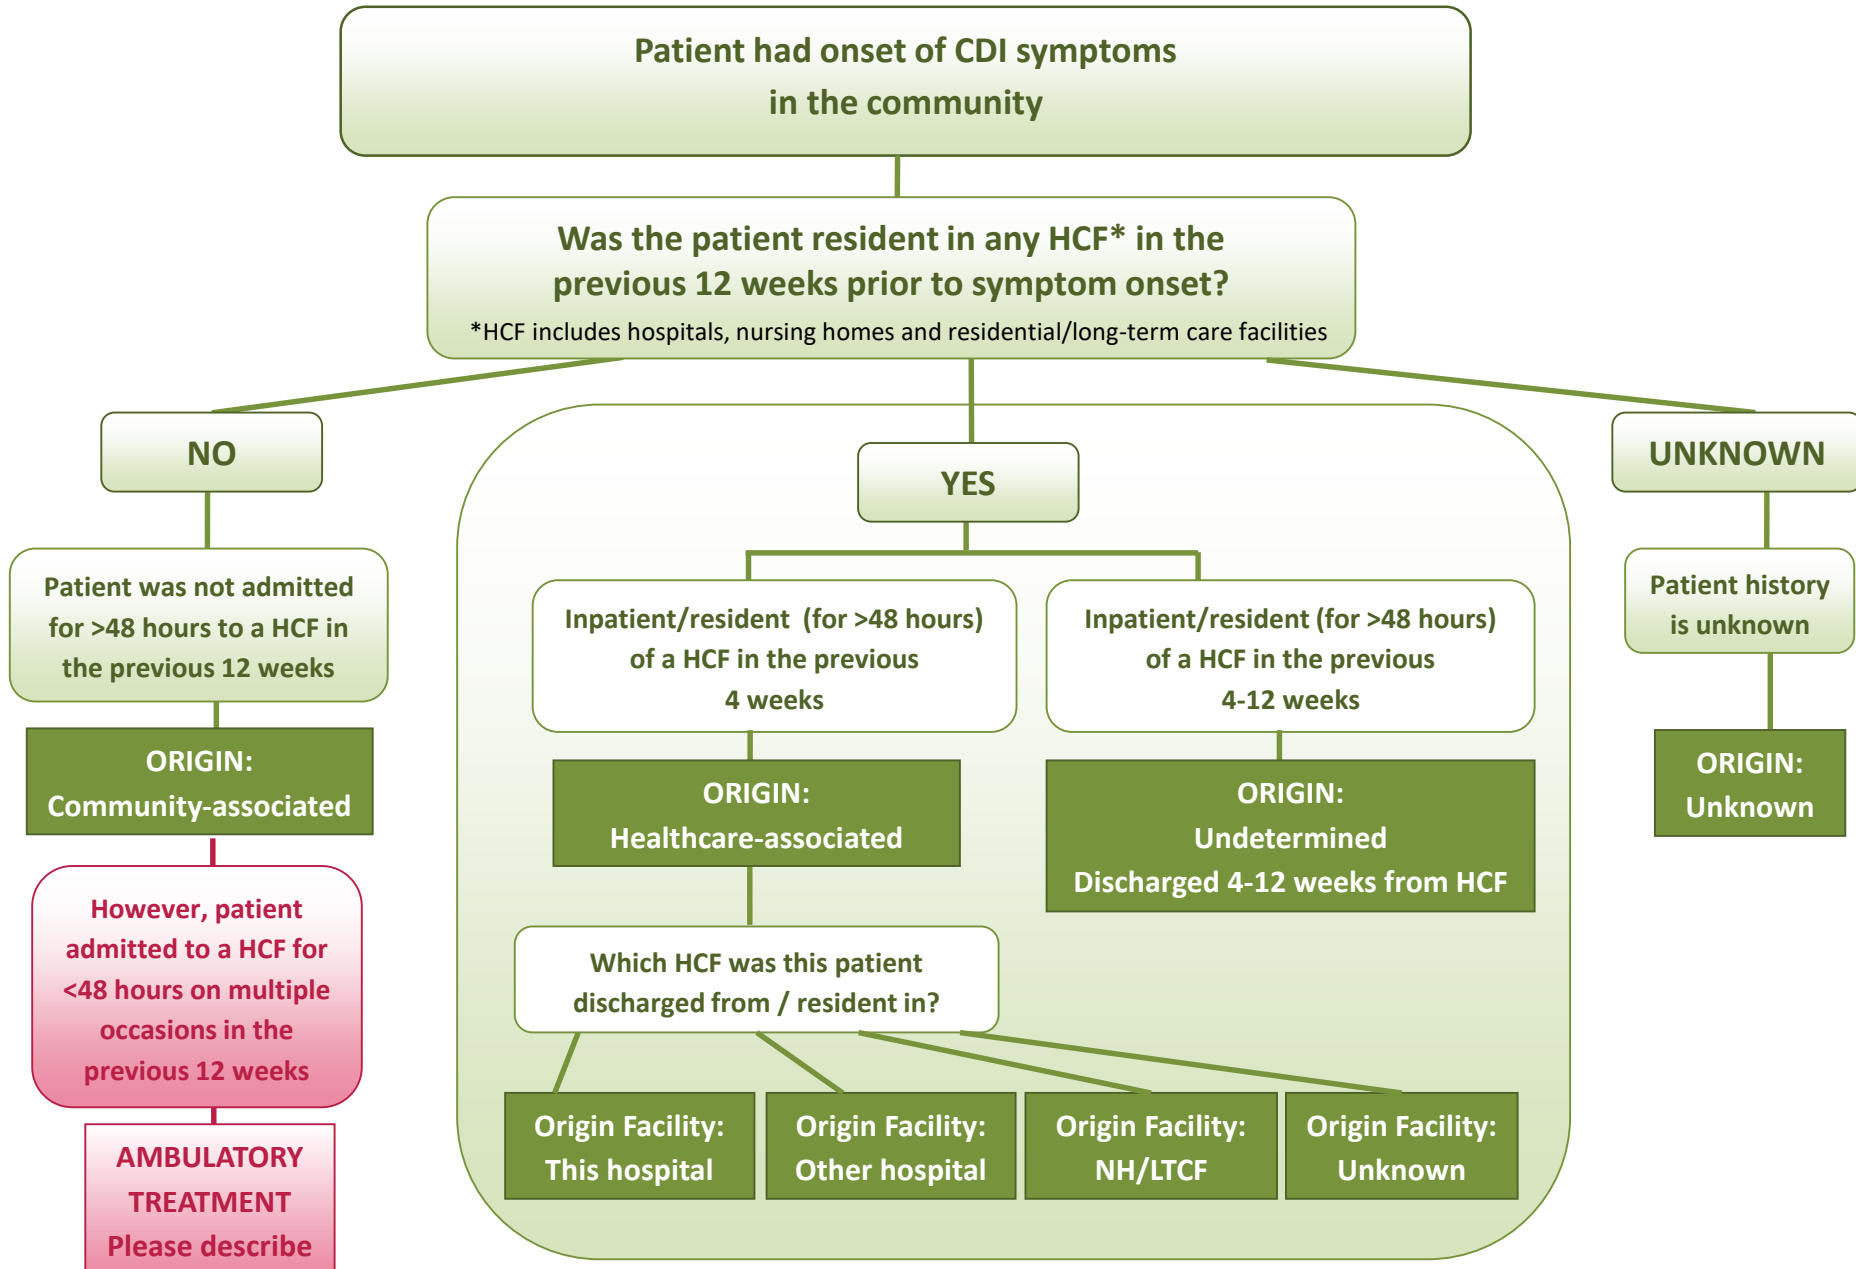 Patient had onset of CDI symptoms
in the community
Was the patient resident in any HCF* in the
previous 12 weeks prior to symptom onset?
*HCF includes hospitals, nursing homes and residential/long-term care facilities
NO
YES
UNKNOWN
Patient was not admitted
for >48 hours to a HCF in
the previous 12 weeks
Inpatient/resident (for >48 hours)
of a HCF in the previous
4 weeks
Inpatient/resident (for >48 hours)
of a HCF in the previous
4-12 weeks
Patient history
is unknown
ORIGIN:
Community-associated
ORIGIN:
Healthcare-associated
ORIGIN:
Undetermined
Discharged 4-12 weeks from HCF
ORIGIN:
Unknown
However, patient
admitted to a HCF for
<48 hours on multiple
occasions in the
previous 12 weeks
Which HCF was this patient
discharged from / resident in?
Origin Facility:
This hospital
Origin Facility:
Other hospital
Origin Facility:
NH/LTCF
Origin Facility:
Unknown
AMBULATORY
TREATMENT
Please describe